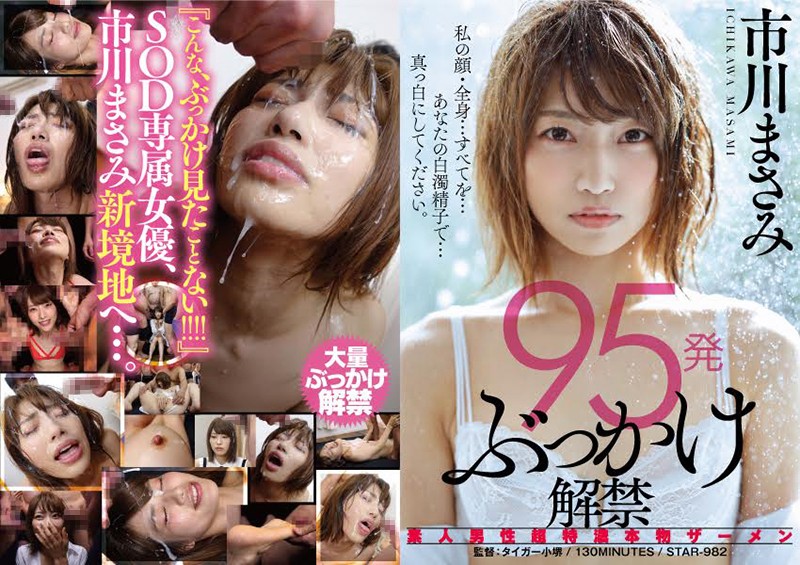 『こんな、ぶっかけ見たことない!!!!』
SOD専属女優、
市川まさみ新境地へ…。
大量
ぶっかけ
解禁
市川まさみ
ICHIKAWA MASAMI
私の顔・全身…すべてを…
あなたの白濁精子で…
真っ白にしてください。
95発
ぶっかけ
解禁
素人男性超特濃本物ザーメン
監督:タイガー小堺 / 130MINUTES / STAR-982